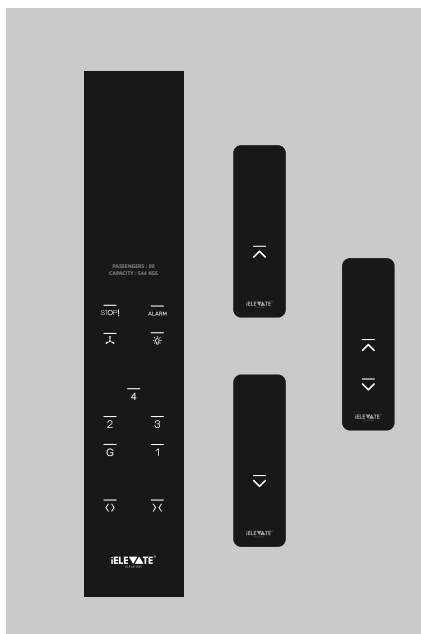 PASSENGERS : 08
CAPACITY : 544 KGS
STOP!
ALARM
4
2
3
G
1
iELEVATE
iELEVATE
iELEVATE
iELEVATE